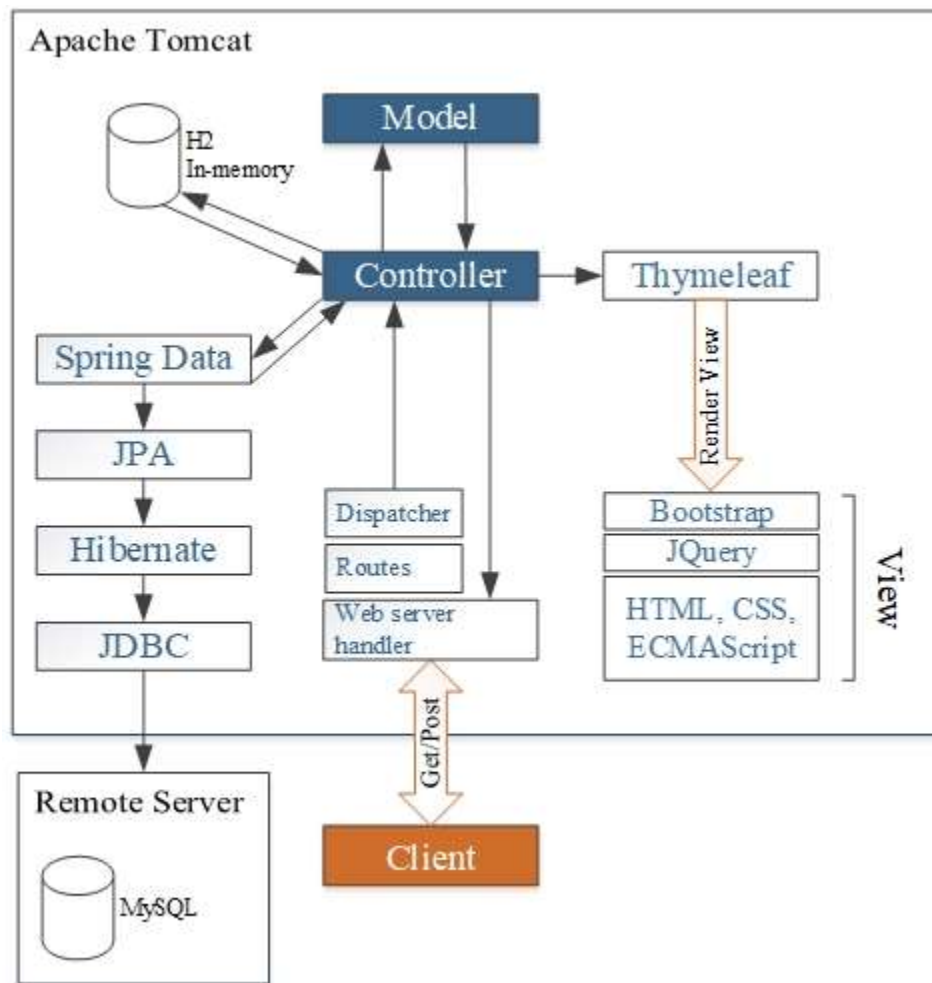 Apache Tomcat
H2
In-memory
Model
Controller
Thymeleaf
Spring Data
Render View
JPA
Dispatcher
Bootstrap
Hibernate
Routes
JQuery
View
Web server
handler
HTML, CSS,
ECMAScript
JDBC
Get/Post
Remote Server
MySQL
Client